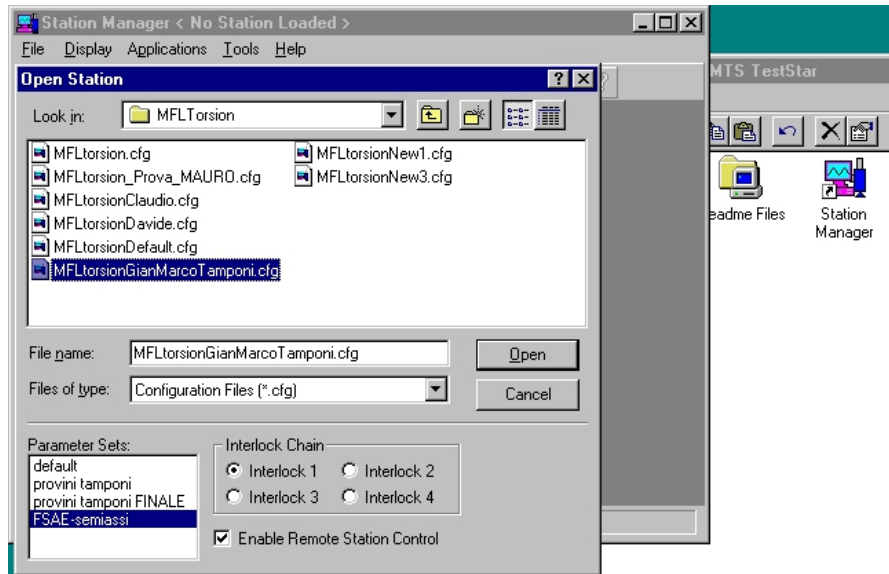 Station Manager < No Station Loaded >
File Display Applications Tools Help
Open Station
Look in: MFLTorsion
MFLtorsion.cfg
MFLtorsion_Prova_MAURO.cfg
MFLtorsionClaudio.cfg
MFLtorsionDavide.cfg
MFLtorsionDefault.cfg
MFLtorsionGianMarcoTamponi.cfg
MFLtorsionNew1.cfg
MFLtorsionNew3.cfg
File name: MFLtorsionGianMarcoTamponi.cfg
Open
Files of type: Configuration Files (*.cfg)
Cancel
Parameter Sets:
default
provini tamponi
provini tamponi FINALE
FSAE-semiassi
Interlock Chain
Interlock 1 Interlock 2
Interlock 3 Interlock 4
Enable Remote Station Control
MTS TestStar
eadme Files
Station
Manager